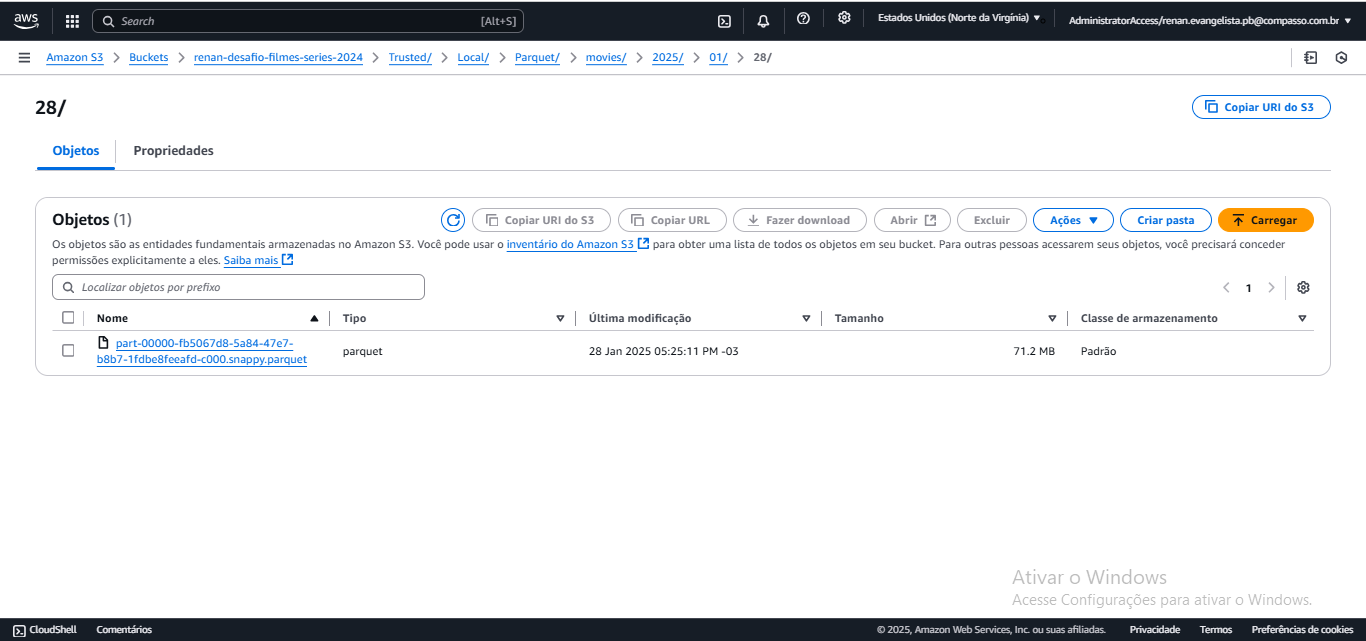 aws
Search [Alt+S]
Estados Unidos (Norte da Virgínia)
AdministratorAccess/renan.evangelista.pb@compasso.com.br
Amazon S3 > Buckets > renan-desafio-filmes-series-2024 > Trusted/ > Local/ > Parquet/ > movies/ > 2025/ > 01/ > 28/
28/
Copiar URI do S3
Objetos
Propriedades
Objetos (1)
Copiar URI do S3
Copiar URL
Fazer download
Abrir
Excluir
Ações
Criar pasta
Carregar
Os objetos são as entidades fundamentais armazenadas no Amazon S3. Você pode usar o inventário do Amazon S3 para obter uma lista de todos os objetos em seu bucket. Para outras pessoas acessarem seus objetos, você precisará conceder
permissões explicitamente a eles. Saiba mais
Localizar objetos por prefixo
1
Nome
Tipo
Última modificação
Tamanho
Classe de armazenamento
part-00000-fb5067d8-5a84-47e7-
b8b7-1fdbe8feeafd-c000.snappy.parquet
parquet
28 Jan 2025 05:25:11 PM -03
71.2 MB
Padrão
Ativar o Windows
Acesse Configurações para ativar o Windows.
CloudShell
Comentários
© 2025, Amazon Web Services, Inc. ou suas afiliadas.
Privacidade
Termos
Preferências de cookies